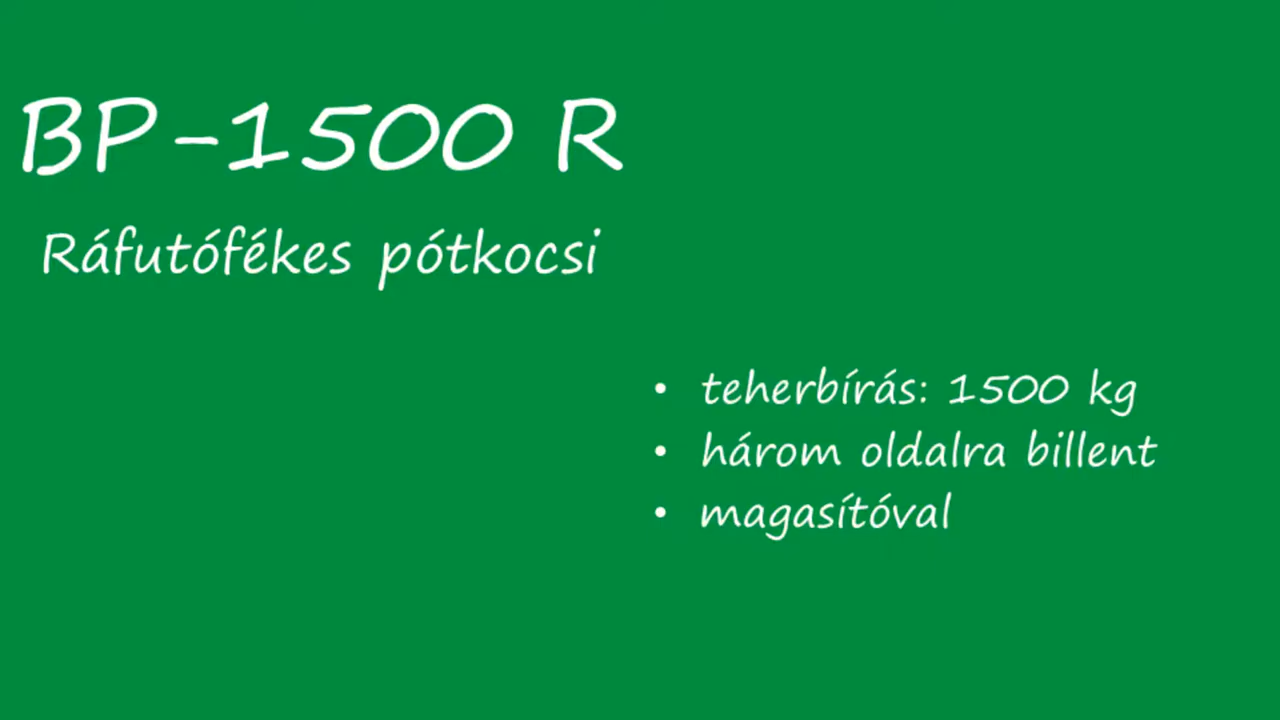 BP-1500 R
Ráfutófékes pótkocsi
• teherbírás: 1500 kg
• három oldalra billent
• magasítóval